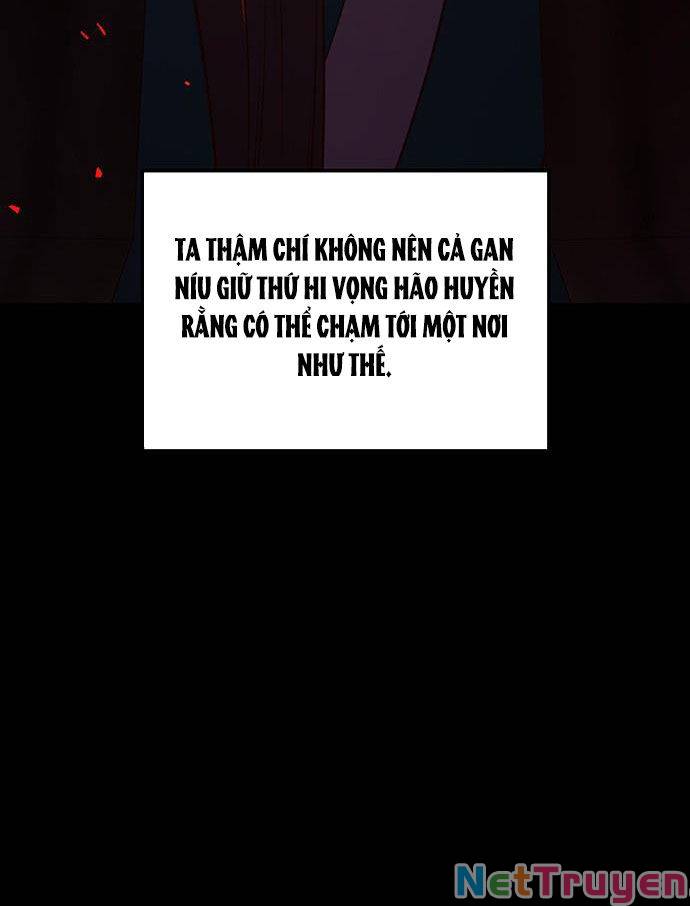 TA THẬM CHÍ KHÔNG NÊN CẢ GAN
NÍU GIỮ THỨ HI VỌNG HÃO HUYỀN
RẰNG CÓ THỂ CHẠM TỚI MỘT NƠI
NHƯ THẾ.
NetTruyen